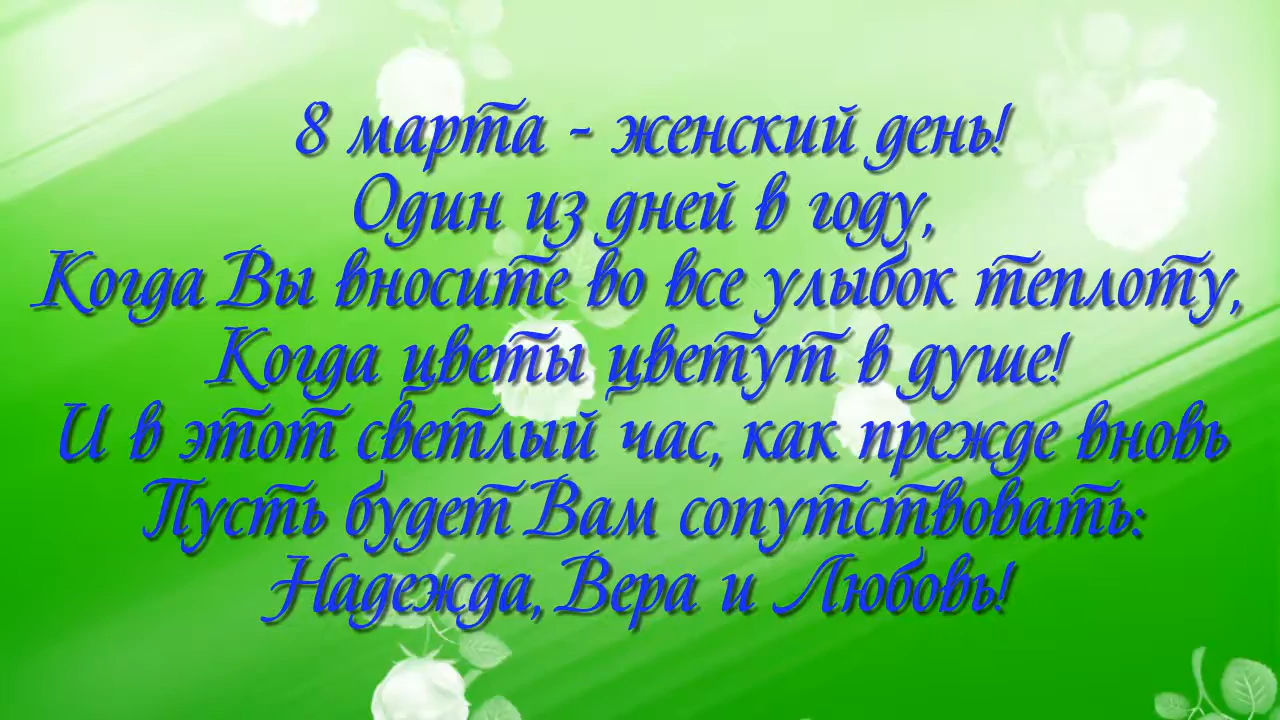 8 марта - женский день!
Один из дней в году,
Когда Вы вносите во все улыбок теплоту,
Когда цветы цветут в душе!
И в этот светлый час, как прежде вновь
Пусть будет Вам сопутствовать:
Надежда, Вера и Любовь!